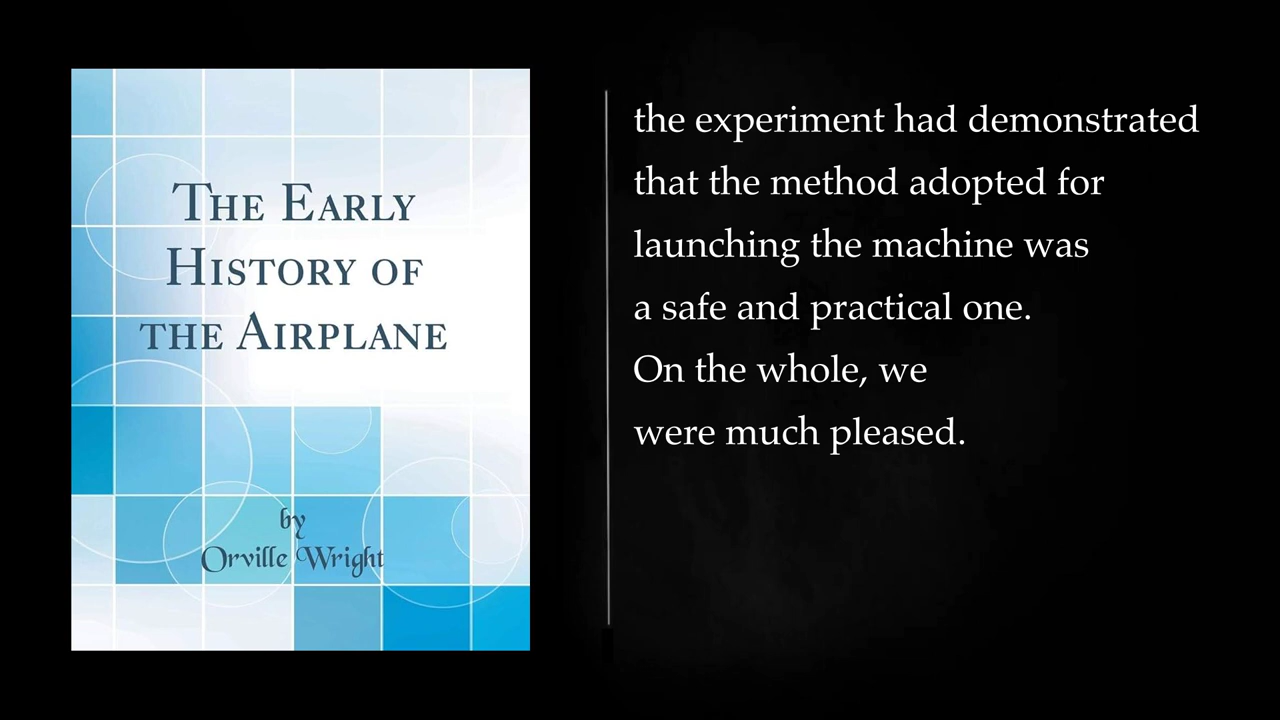 The Early
History of
the Airplane
by
Orville Wright
the experiment had demonstrated
that the method adopted for
launching the machine was
a safe and practical one.
On the whole, we
were much pleased.